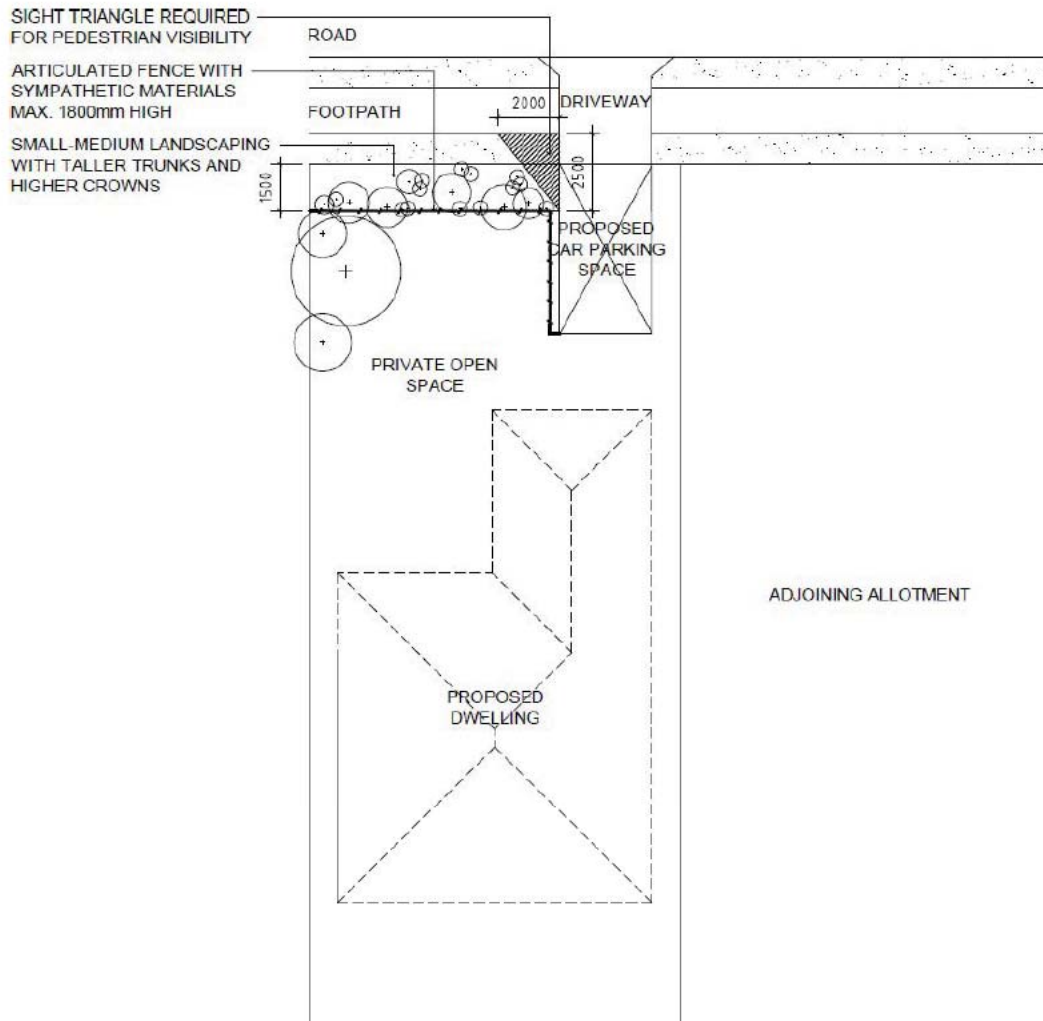 SIGHT TRIANGLE REQUIRED
FOR PEDESTRIAN VISIBILITY
ROAD
ARTICULATED FENCE WITH
SYMPATHETIC MATERIALS
MAX. 1800mm HIGH
2000
DRIVEWAY
FOOTPATH
SMALL-MEDIUM LANDSCAPING
WITH TALLER TRUNKS AND
HIGHER CROWNS
1500
2500
PROPOSED
CAR PARKING
SPACE
PRIVATE OPEN
SPACE
ADJOINING ALLOTMENT
PROPOSED
DWELLING